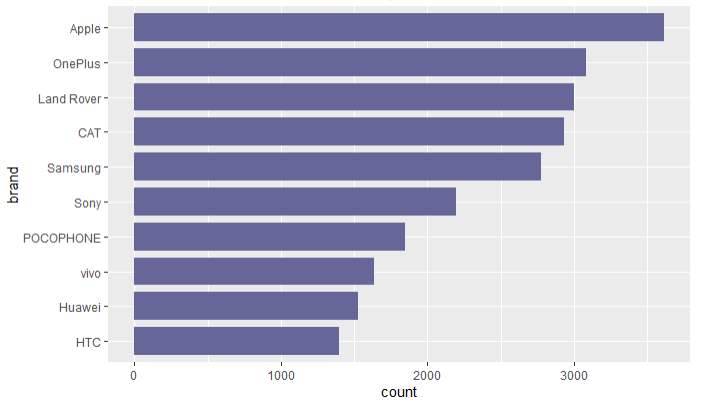 Apple
OnePlus
Land Rover
CAT
Samsung
Sony
POCOPHONE
vivo
Huawei
HTC
brand
0 1000 2000 3000
count